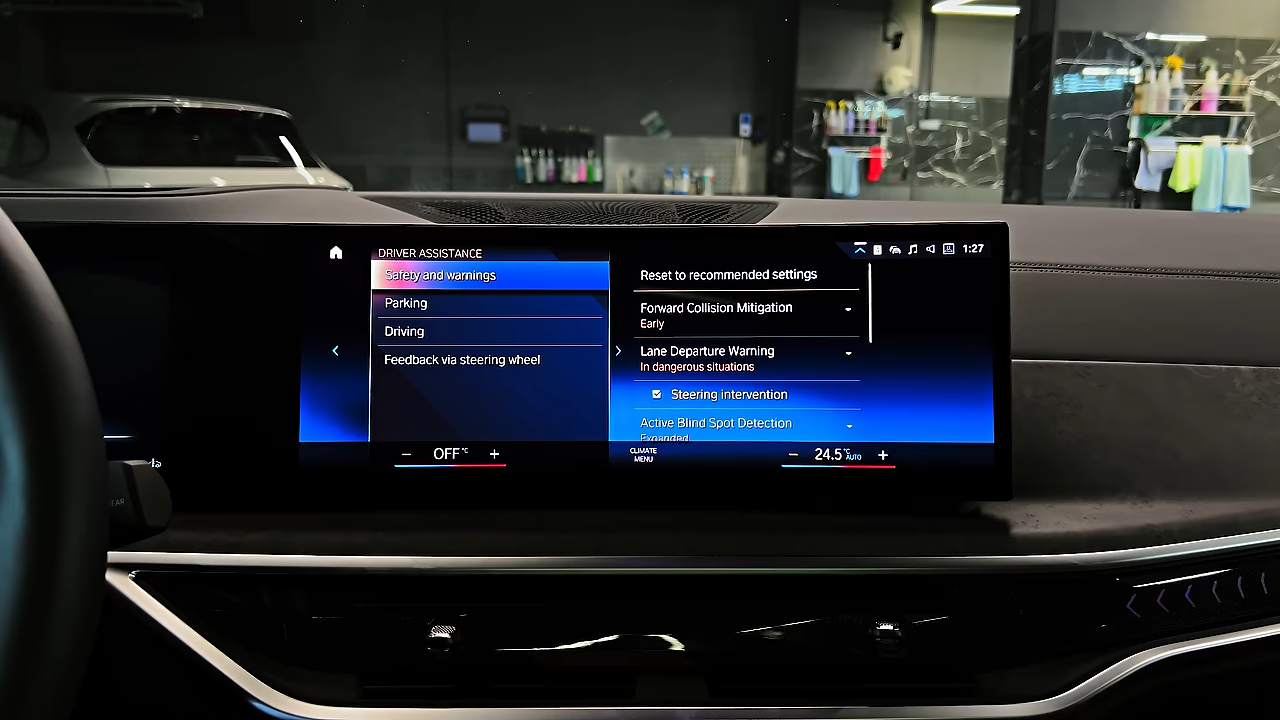 DRIVER ASSISTANCE
1:27
Safety and warnings
Parking
Driving
Feedback via steering wheel
Reset to recommended settings
Forward Collision Mitigation
Early
Lane Departure Warning
In dangerous situations
Steering intervention
Active Blind Spot Detection
Expanded
- OFF °C +
CLIMATE
MENU
- 24.5 °C AUTO +
EAR